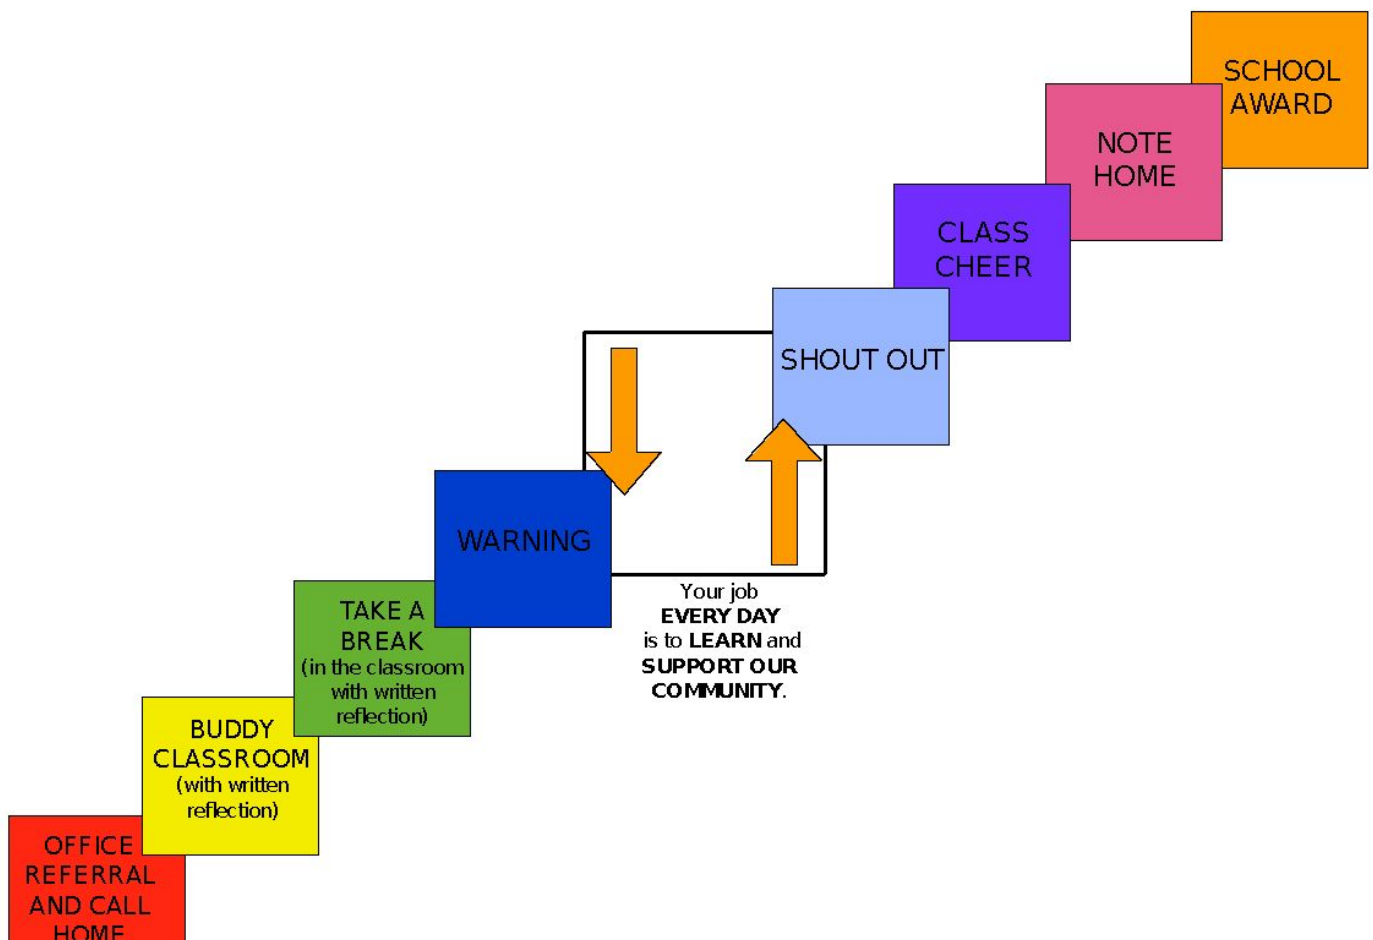 SCHOOL
AWARD
NOTE
HOME
CLASS
CHEER
SHOUT OUT
WARNING
Your job
EVERY DAY
is to LEARN and
SUPPORT OUR
COMMUNITY.
TAKE A
BREAK
(in the classroom
with written
reflection)
BUDDY
CLASSROOM
(with written
reflection)
OFFICE
REFERRAL
AND CALL
HOME